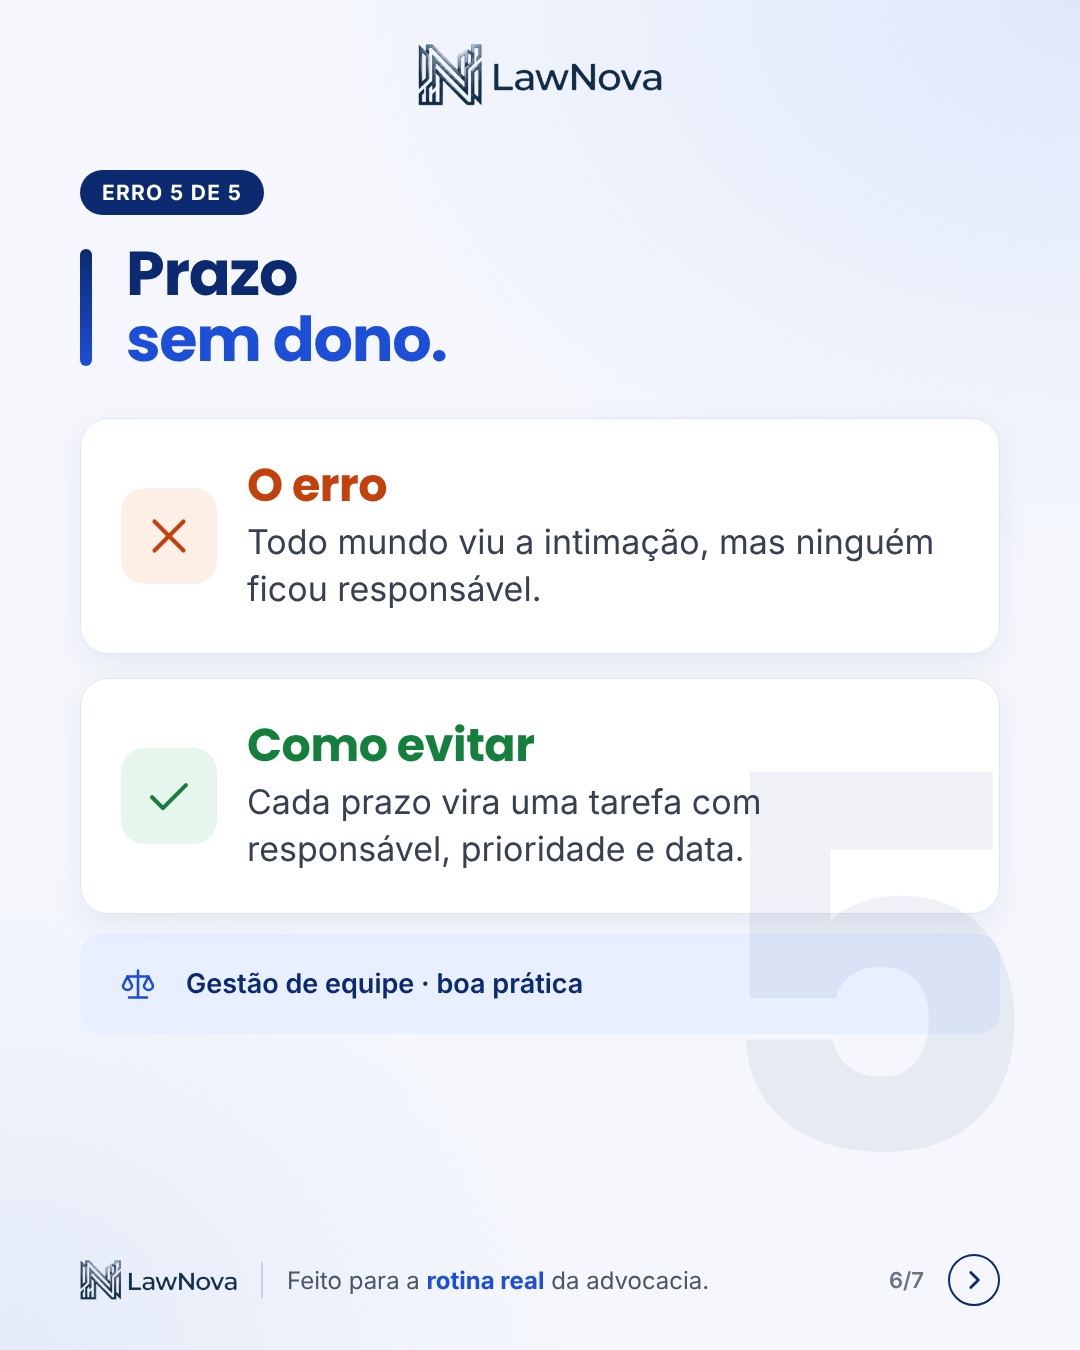 LawNova
ERRO 5 DE 5
Prazo
sem dono.
O erro
Todo mundo viu a intimação, mas ninguém
ficou responsável.
Como evitar
Cada prazo vira uma tarefa com
responsável, prioridade e data.
5
Gestão de equipe · boa prática
LawNova
Feito para a rotina real da advocacia.
6/7